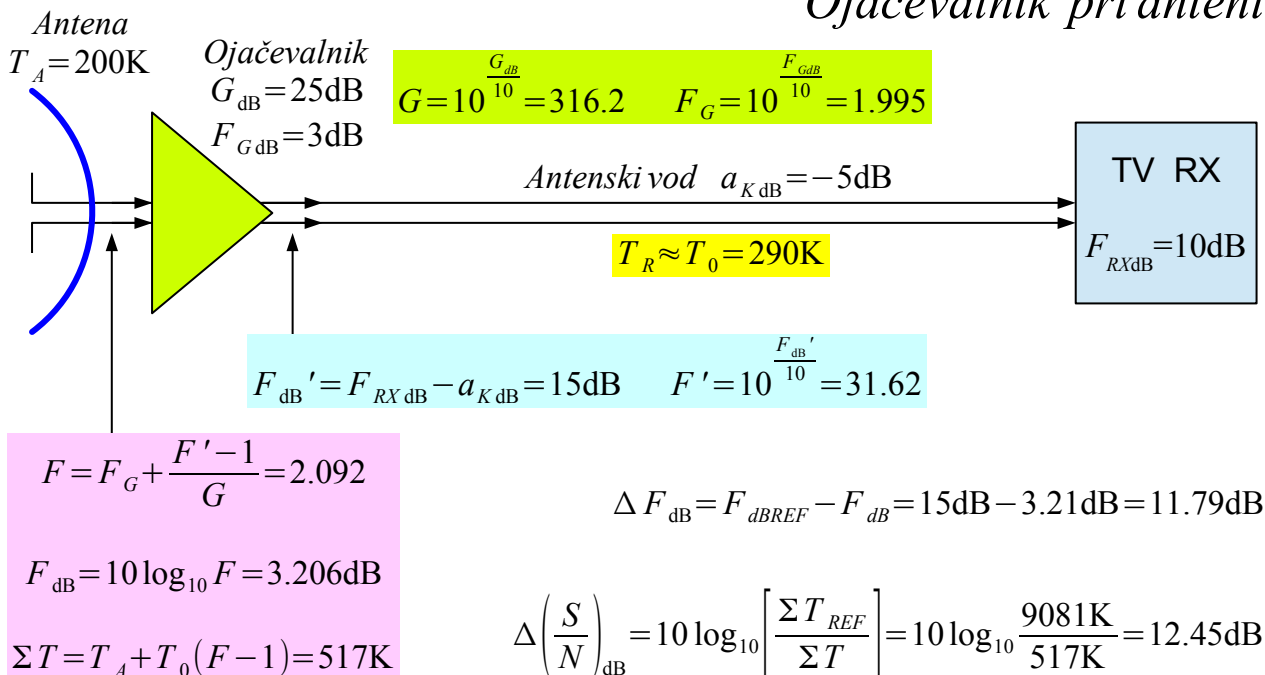 Ojačevalnik pri anteni
Antena
T_A=200K
Ojačevalnik
G_dB=25dB
F_GdB=3dB
G=10^(G_dB/10)=316.2 F_G=10^(F_GdB/10)=1.995
Antenski vod a_KdB=−5dB
T_R≈T_0=290K
TV RX
F_RXdB=10dB
F_dB'=F_RXdB−a_KdB=15dB F'=10^(F_dB'/10)=31.62
F=F_G+(F'−1)/G=2.092
F_dB=10log_10 F=3.206dB
ΣT=T_A+T_0(F−1)=517K
ΔF_dB=F_dBREF−F_dB=15dB−3.21dB=11.79dB
Δ(S/N)_dB=10log_10[ΣT_REF/ΣT]=10log_10 9081K/517K=12.45dB